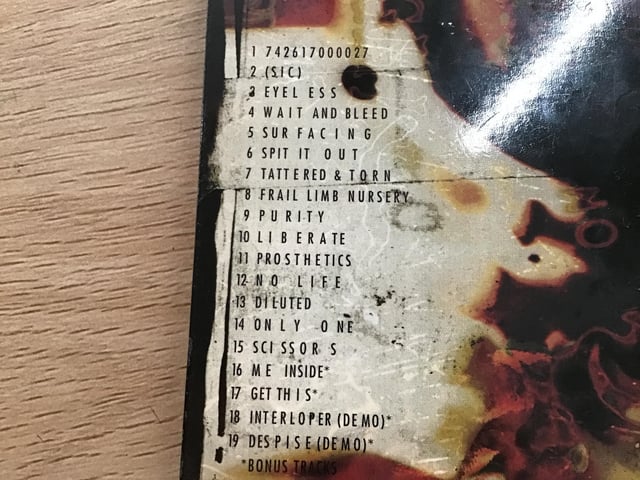 1 742617000027
2 (SIC)
3 EYELESS
4 WAIT AND BLEED
5 SURFACING
6 SPIT IT OUT
7 TATTERED & TORN
8 FRAIL LIMB NURSERY
9 PURITY
10 LIBERATE
11 PROSTHETICS
12 NO LIFE
13 DILUTED
14 ONLY ONE
15 SCISSORS
16 ME INSIDE*
17 GET THIS*
18 INTERLOPER (DEMO)*
19 DESPISE (DEMO)*
*BONUS TRACKS